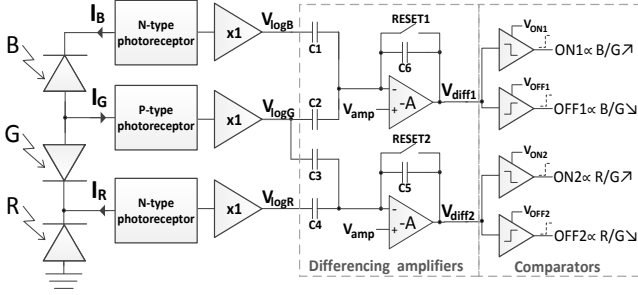 B
I_B
N-type
photoreceptor
x1
V_logB
C1
RESET1
C6
V_amp
-
+
-A
V_diff1
V_ON1
ON1∝ B/G↗
V_OFF1
OFF1∝ B/G↘
G
I_G
P-type
photoreceptor
x1
V_logG
C2
C3
RESET2
C5
R
I_R
N-type
photoreceptor
x1
V_logR
C4
V_amp
-
+
-A
V_diff2
V_ON2
ON2∝ R/G↗
V_OFF2
OFF2∝ R/G↘
Differencing amplifiers
Comparators